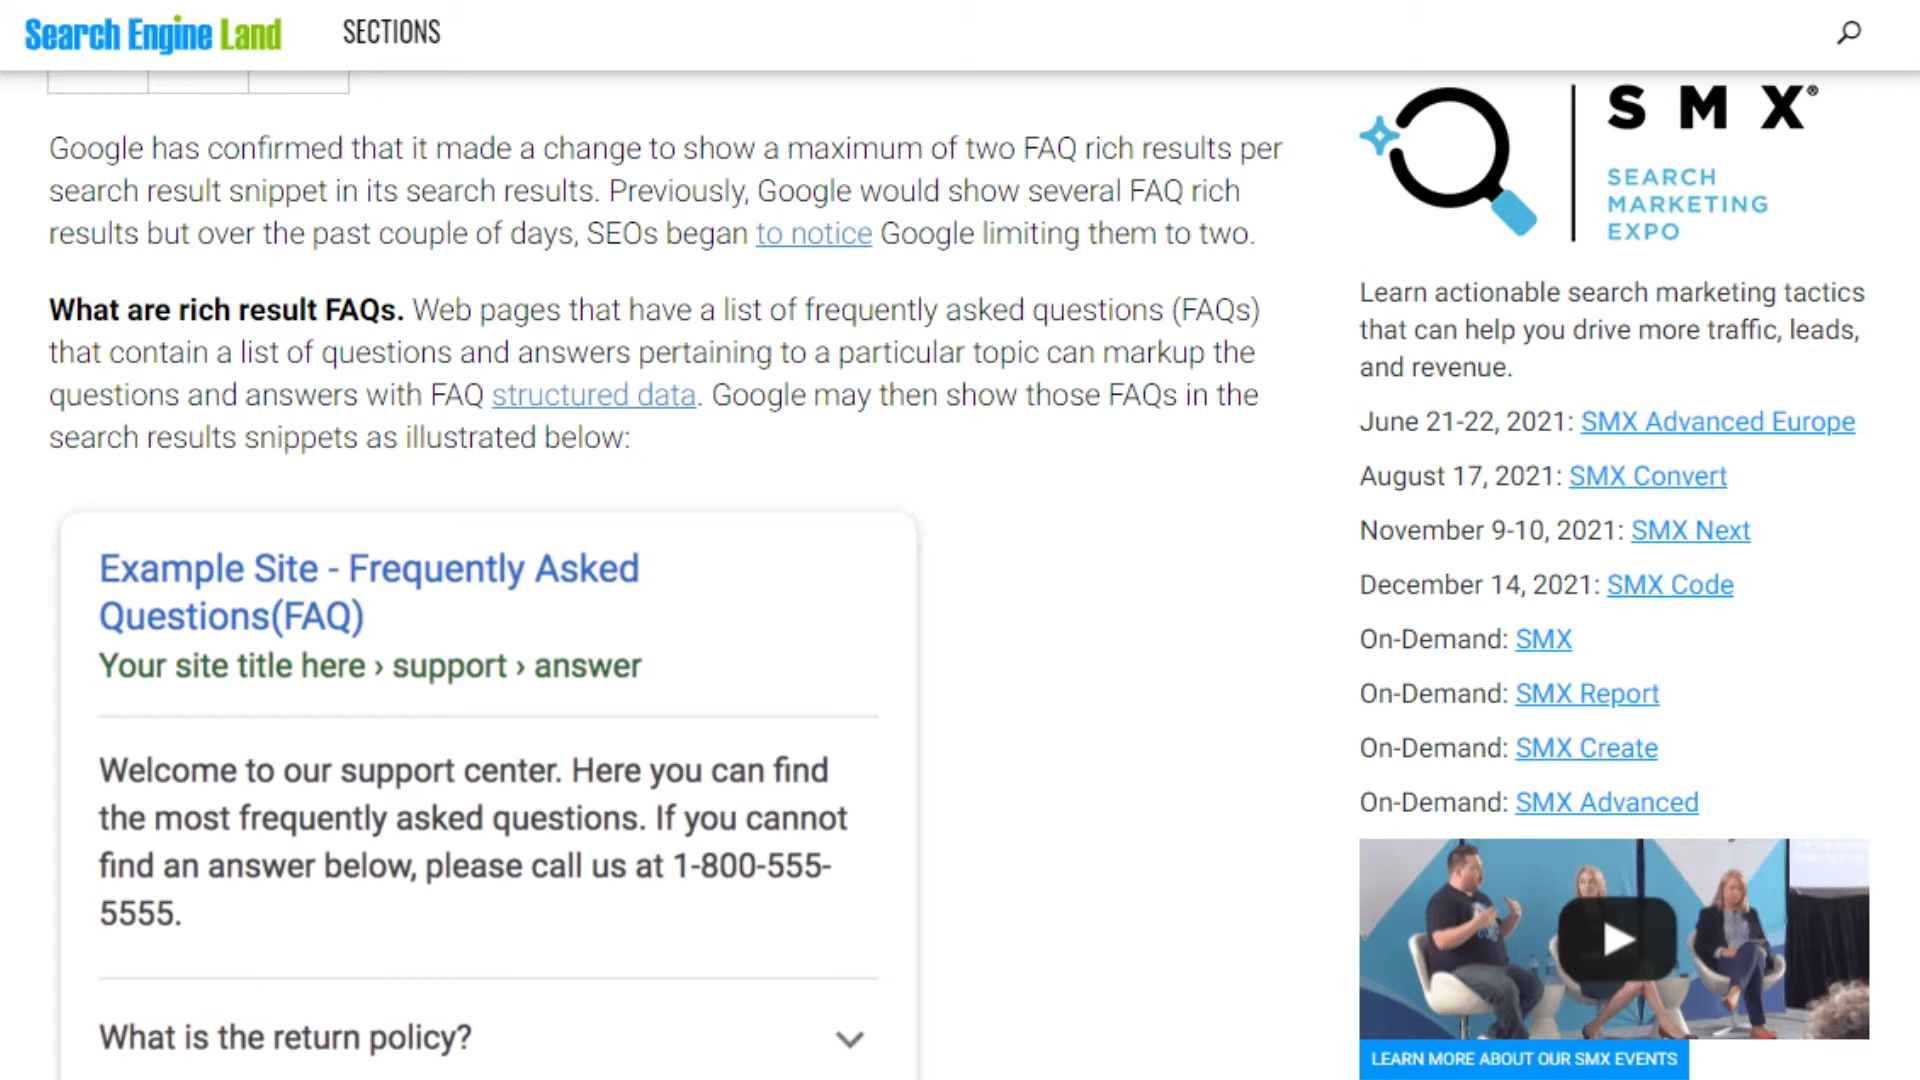 Search Engine Land
SECTIONS
Google has confirmed that it made a change to show a maximum of two FAQ rich results per
search result snippet in its search results. Previously, Google would show several FAQ rich
results but over the past couple of days, SEOs began to notice Google limiting them to two.
What are rich result FAQs. Web pages that have a list of frequently asked questions (FAQs)
that contain a list of questions and answers pertaining to a particular topic can markup the
questions and answers with FAQ structured data. Google may then show those FAQs in the
search results snippets as illustrated below:
Example Site - Frequently Asked
Questions(FAQ)
Your site title here › support › answer
Welcome to our support center. Here you can find
the most frequently asked questions. If you cannot
find an answer below, please call us at 1-800-555-
5555.
What is the return policy?
SMX®
SEARCH
MARKETING
EXPO
Learn actionable search marketing tactics
that can help you drive more traffic, leads,
and revenue.
June 21-22, 2021: SMX Advanced Europe
August 17, 2021: SMX Convert
November 9-10, 2021: SMX Next
December 14, 2021: SMX Code
On-Demand: SMX
On-Demand: SMX Report
On-Demand: SMX Create
On-Demand: SMX Advanced
LEARN MORE ABOUT OUR SMX EVENTS